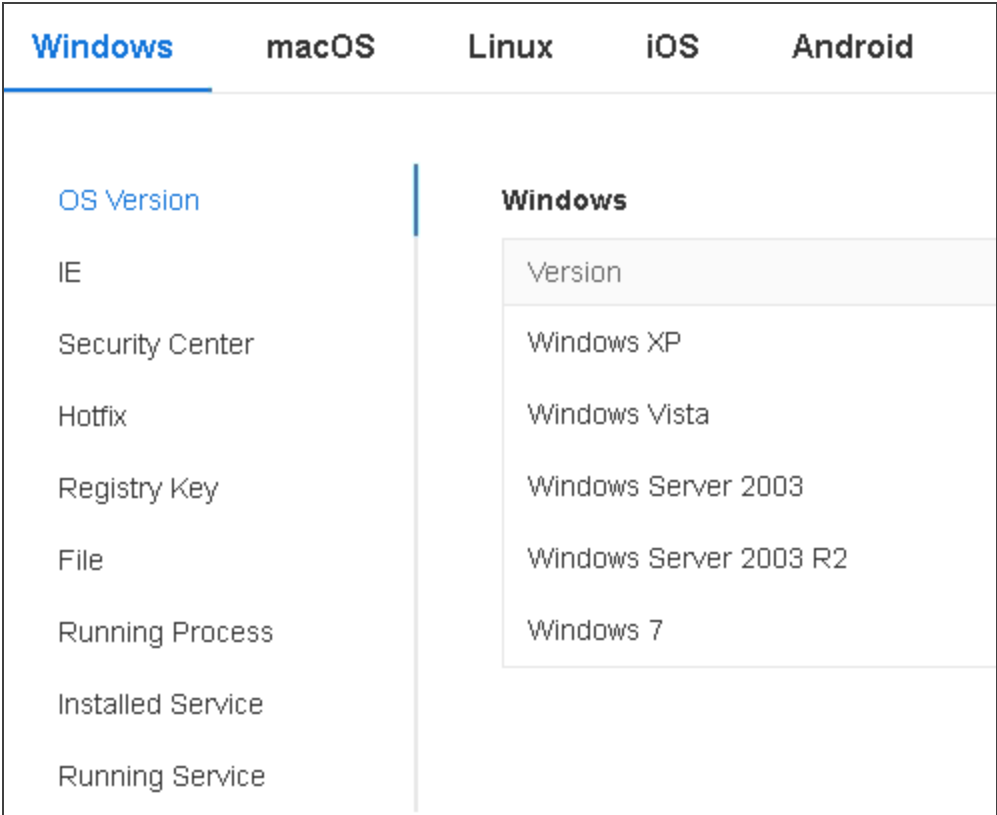 Windows macOS Linux iOS Android
OS Version
IE
Security Center
Hotfix
Registry Key
File
Running Process
Installed Service
Running Service
Windows
Version
Windows XP
Windows Vista
Windows Server 2003
Windows Server 2003 R2
Windows 7